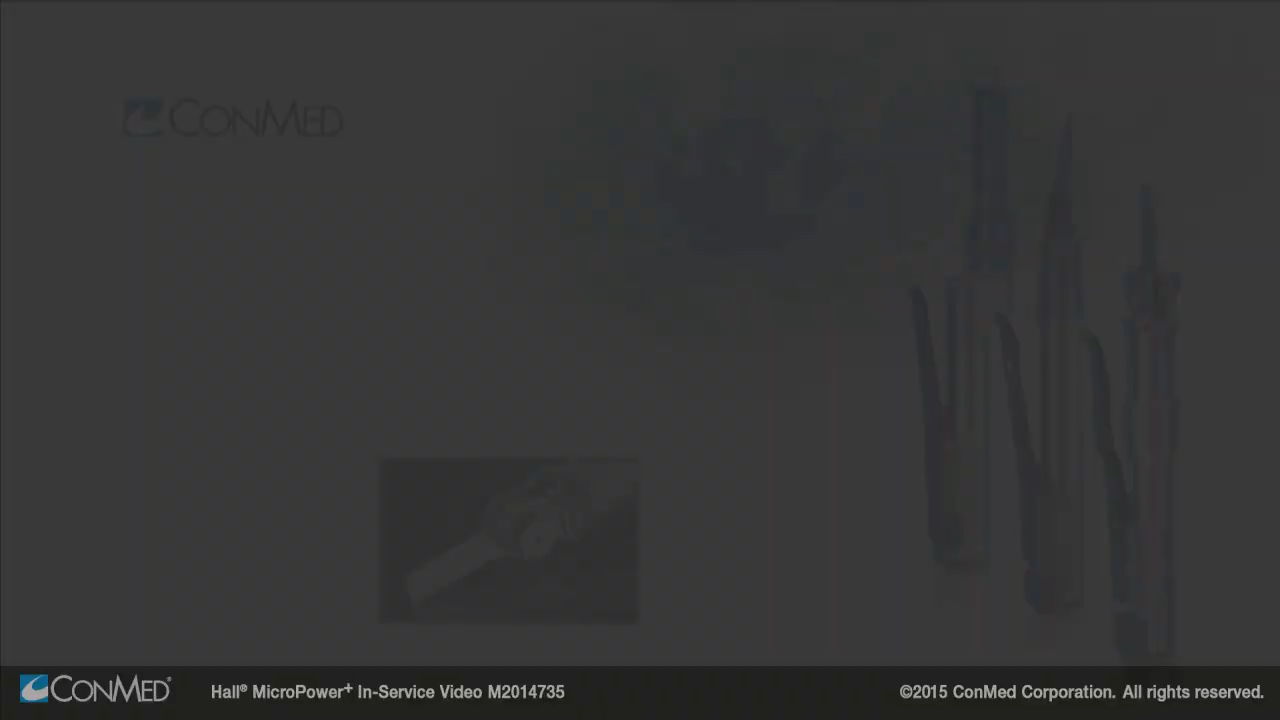 CONMED
CONMED®
Hall® MicroPower+ In-Service Video M2014735
©2015 ConMed Corporation. All rights reserved.